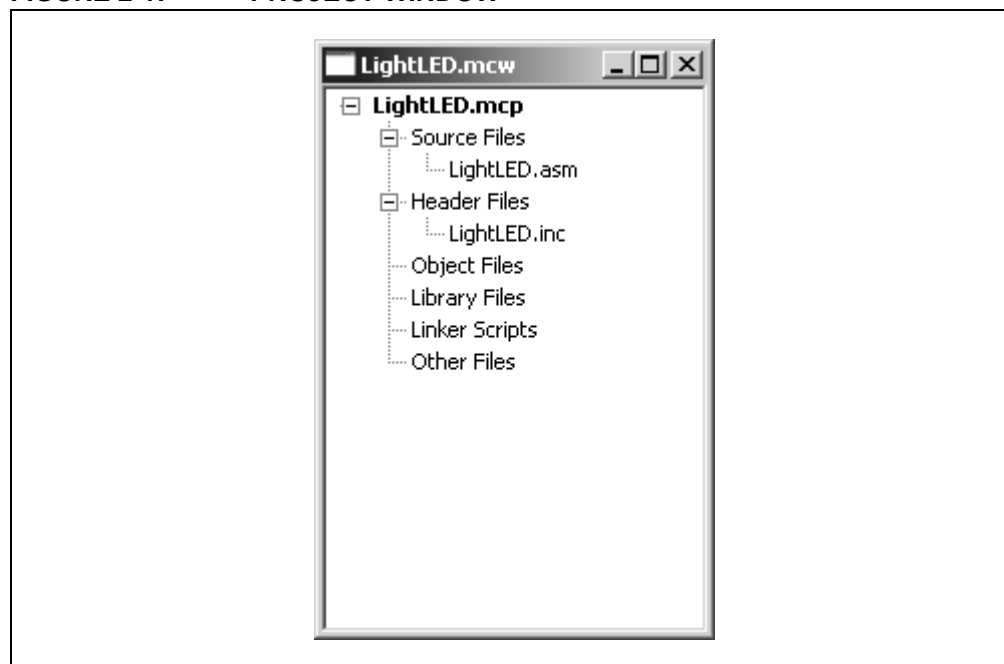 LightLED.mcw
LightLED.mcp
Source Files
LightLED.asm
Header Files
LightLED.inc
Object Files
Library Files
Linker Scripts
Other Files